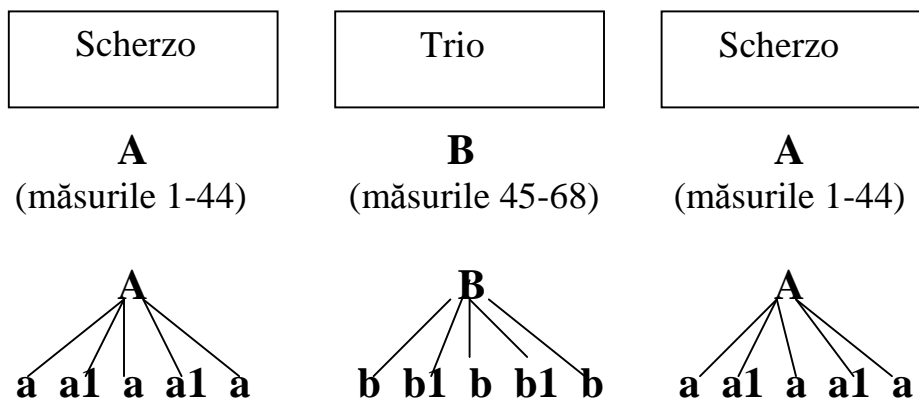 Scherzo Trio Scherzo
A B A
(măsurile 1-44) (măsurile 45-68) (măsurile 1-44)
A B A
a a1 a a1 a b b1 b b1 b a a1 a a1 a